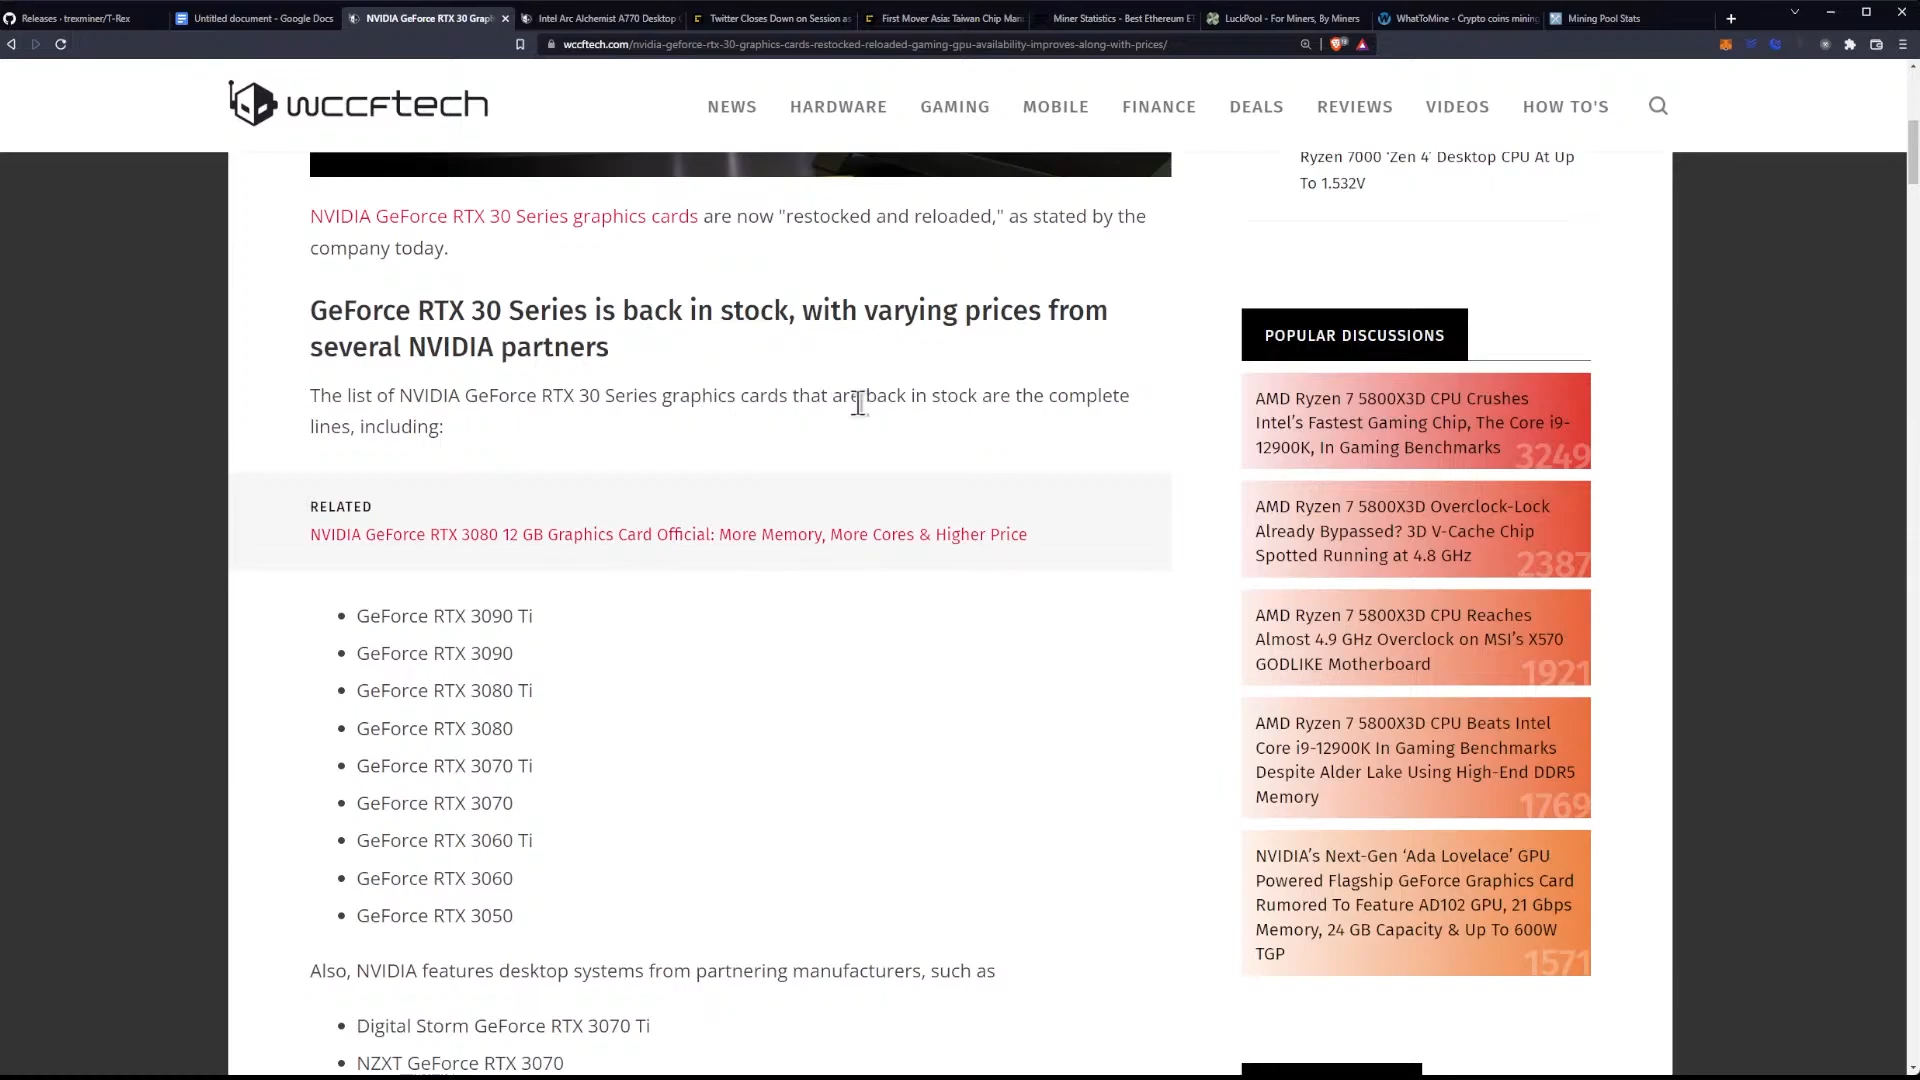 Releases · trexminer/T-Rex
Untitled document - Google Docs
NVIDIA GeForce RTX 30 Graph
Intel Arc Alchemist A770 Desktop
Twitter Closes Down on Session as
First Mover Asia: Taiwan Chip Man
Miner Statistics - Best Ethereum ET
LuckPool - For Miners, By Miners
WhatToMine - Crypto coins mining
Mining Pool Stats
wccftech.com/nvidia-geforce-rtx-30-graphics-cards-restocked-reloaded-gaming-gpu-availability-improves-along-with-prices/
wccftech
NEWS
HARDWARE
GAMING
MOBILE
FINANCE
DEALS
REVIEWS
VIDEOS
HOW TO'S
NVIDIA GeForce RTX 30 Series graphics cards are now "restocked and reloaded," as stated by the
company today.
GeForce RTX 30 Series is back in stock, with varying prices from
several NVIDIA partners
The list of NVIDIA GeForce RTX 30 Series graphics cards that are back in stock are the complete
lines, including:
RELATED
NVIDIA GeForce RTX 3080 12 GB Graphics Card Official: More Memory, More Cores & Higher Price
• GeForce RTX 3090 Ti
• GeForce RTX 3090
• GeForce RTX 3080 Ti
• GeForce RTX 3080
• GeForce RTX 3070 Ti
• GeForce RTX 3070
• GeForce RTX 3060 Ti
• GeForce RTX 3060
• GeForce RTX 3050
Also, NVIDIA features desktop systems from partnering manufacturers, such as
• Digital Storm GeForce RTX 3070 Ti
• NZXT GeForce RTX 3070
Ryzen 7000 'Zen 4' Desktop CPU At Up
To 1.532V
POPULAR DISCUSSIONS
AMD Ryzen 7 5800X3D CPU Crushes
Intel's Fastest Gaming Chip, The Core i9-
12900K, In Gaming Benchmarks
3249
AMD Ryzen 7 5800X3D Overclock-Lock
Already Bypassed? 3D V-Cache Chip
Spotted Running at 4.8 GHz
2387
AMD Ryzen 7 5800X3D CPU Reaches
Almost 4.9 GHz Overclock on MSI's X570
GODLIKE Motherboard
1921
AMD Ryzen 7 5800X3D CPU Beats Intel
Core i9-12900K In Gaming Benchmarks
Despite Alder Lake Using High-End DDR5
Memory
1769
NVIDIA's Next-Gen 'Ada Lovelace' GPU
Powered Flagship GeForce Graphics Card
Rumored To Feature AD102 GPU, 21 Gbps
Memory, 24 GB Capacity & Up To 600W
TGP
1571